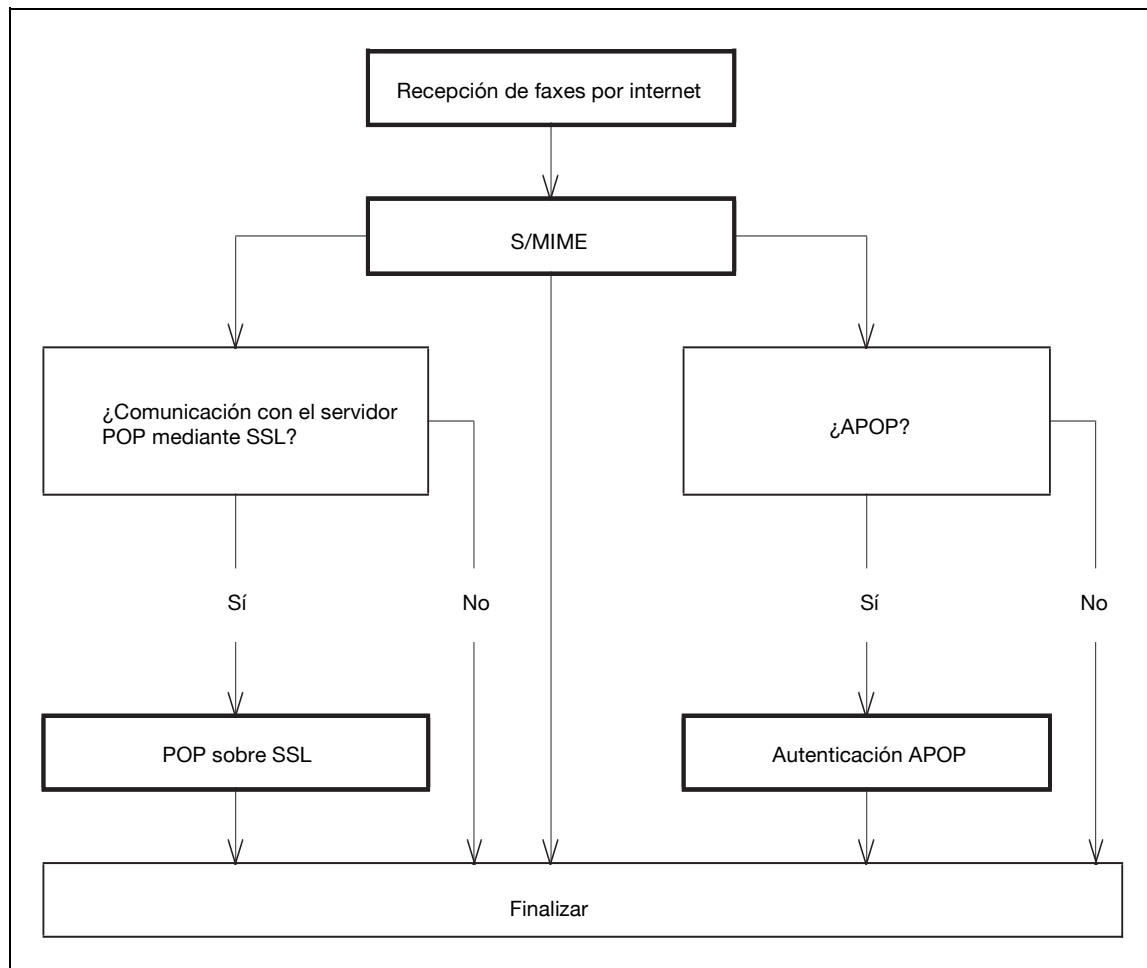 Recepción de faxes por internet
S/MIME
¿Comunicación con el servidor
POP mediante SSL?
¿APOP?
Sí
No
Sí
No
POP sobre SSL
Autenticación APOP
Finalizar